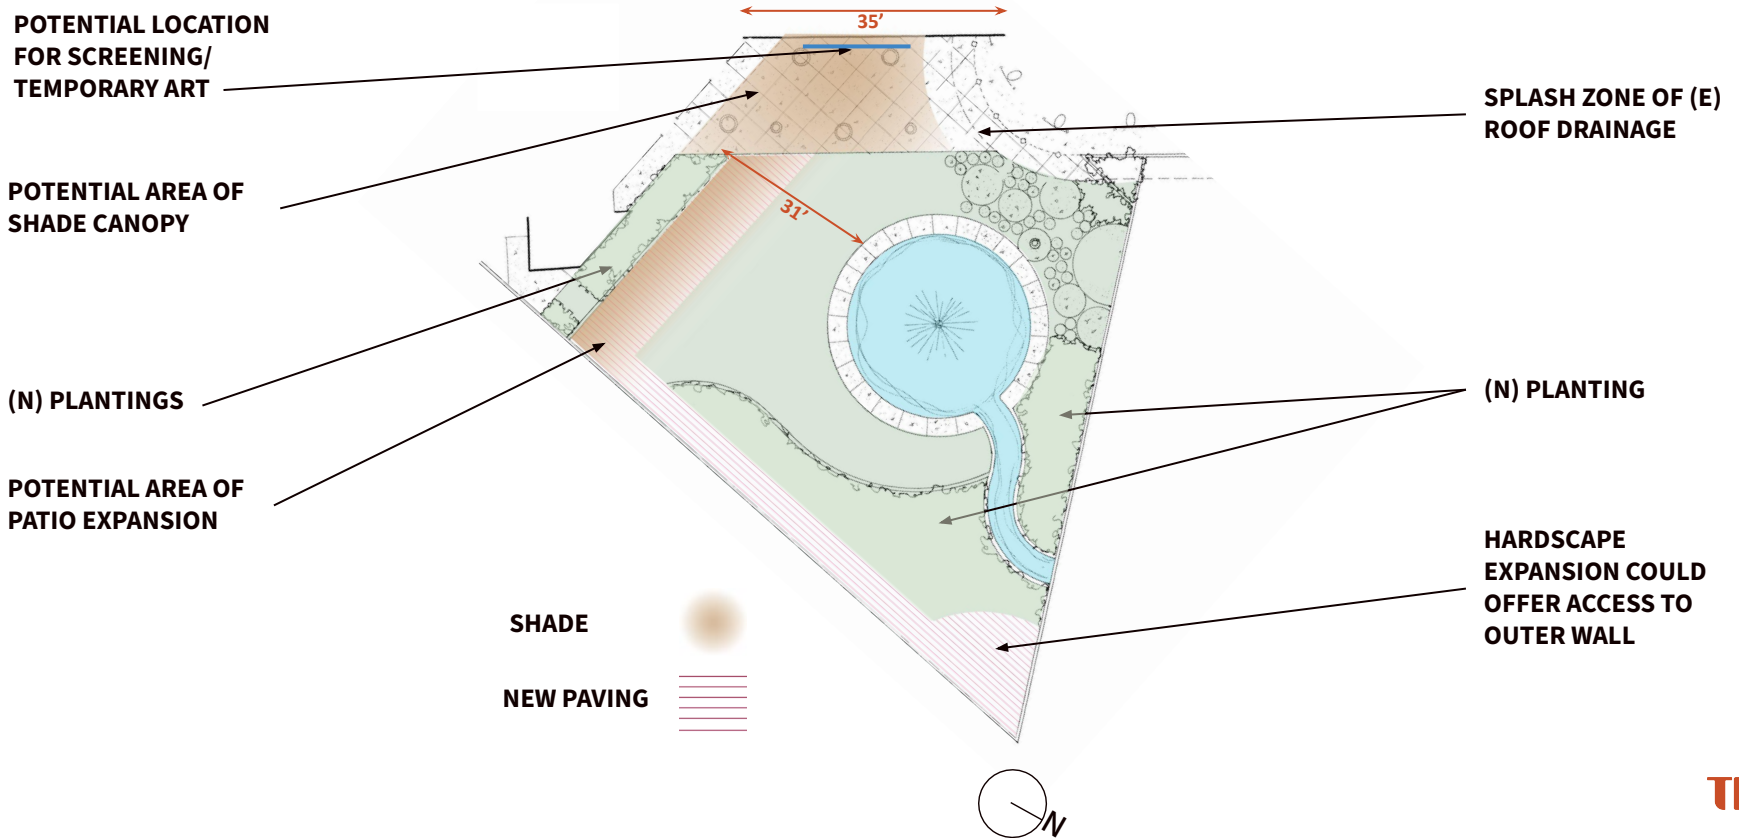 35’
POTENTIAL LOCATION
FOR SCREENING/
TEMPORARY ART
SPLASH ZONE OF (E)
ROOF DRAINAGE
POTENTIAL AREA OF
SHADE CANOPY
31’
(N) PLANTINGS
(N) PLANTING
POTENTIAL AREA OF
PATIO EXPANSION
HARDSCAPE
EXPANSION COULD
OFFER ACCESS TO
OUTER WALL
SHADE
NEW PAVING
N